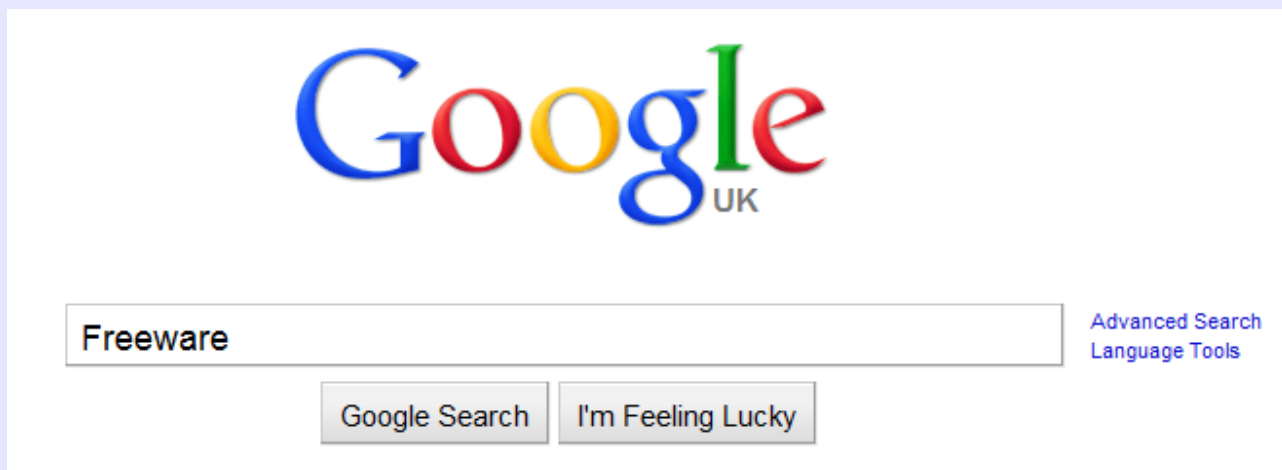 Google
UK
Freeware
Advanced Search
Language Tools
Google Search
I'm Feeling Lucky